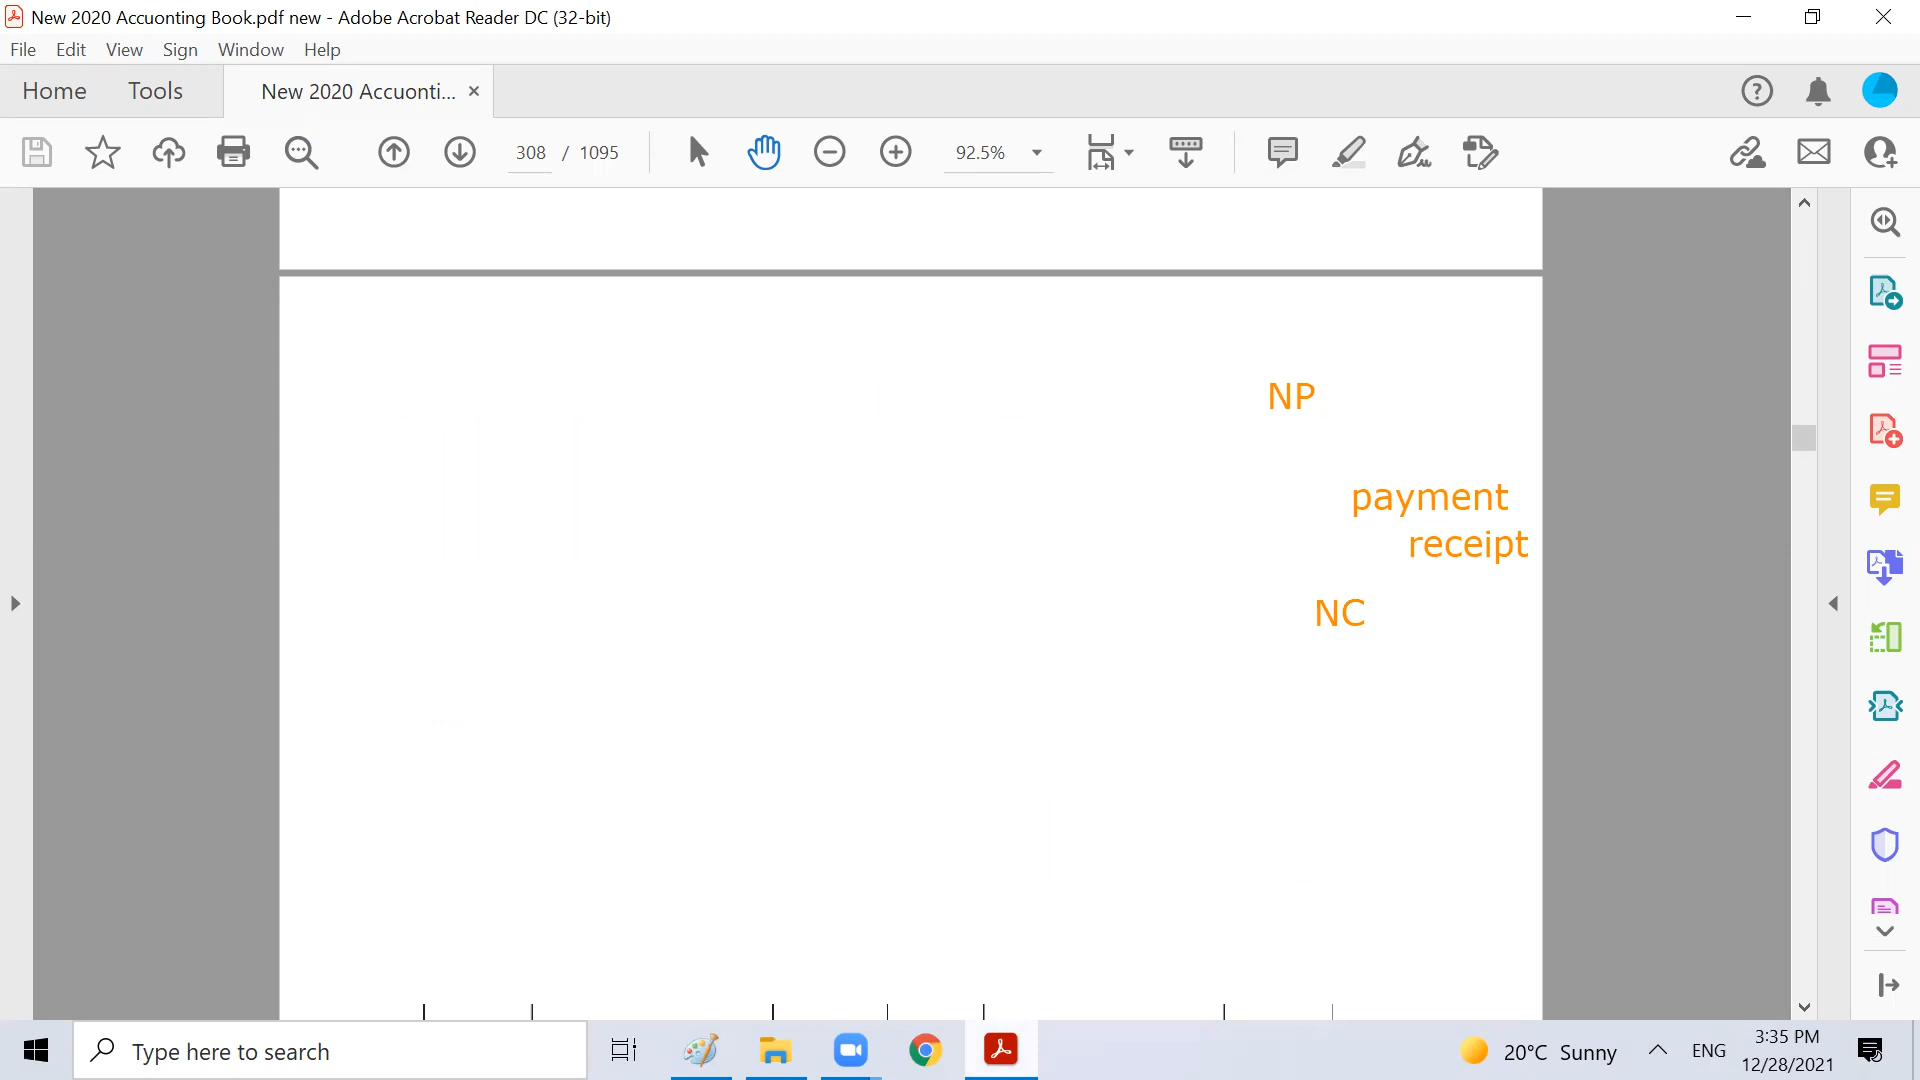 New 2020 Accuonting Book.pdf new - Adobe Acrobat Reader DC (32-bit)
File Edit View Sign Window Help
Home Tools New 2020 Accuonti... ×
308 / 1095 92.5%
NP
payment
receipt
NC
Type here to search
20°C Sunny
ENG
3:35 PM
12/28/2021